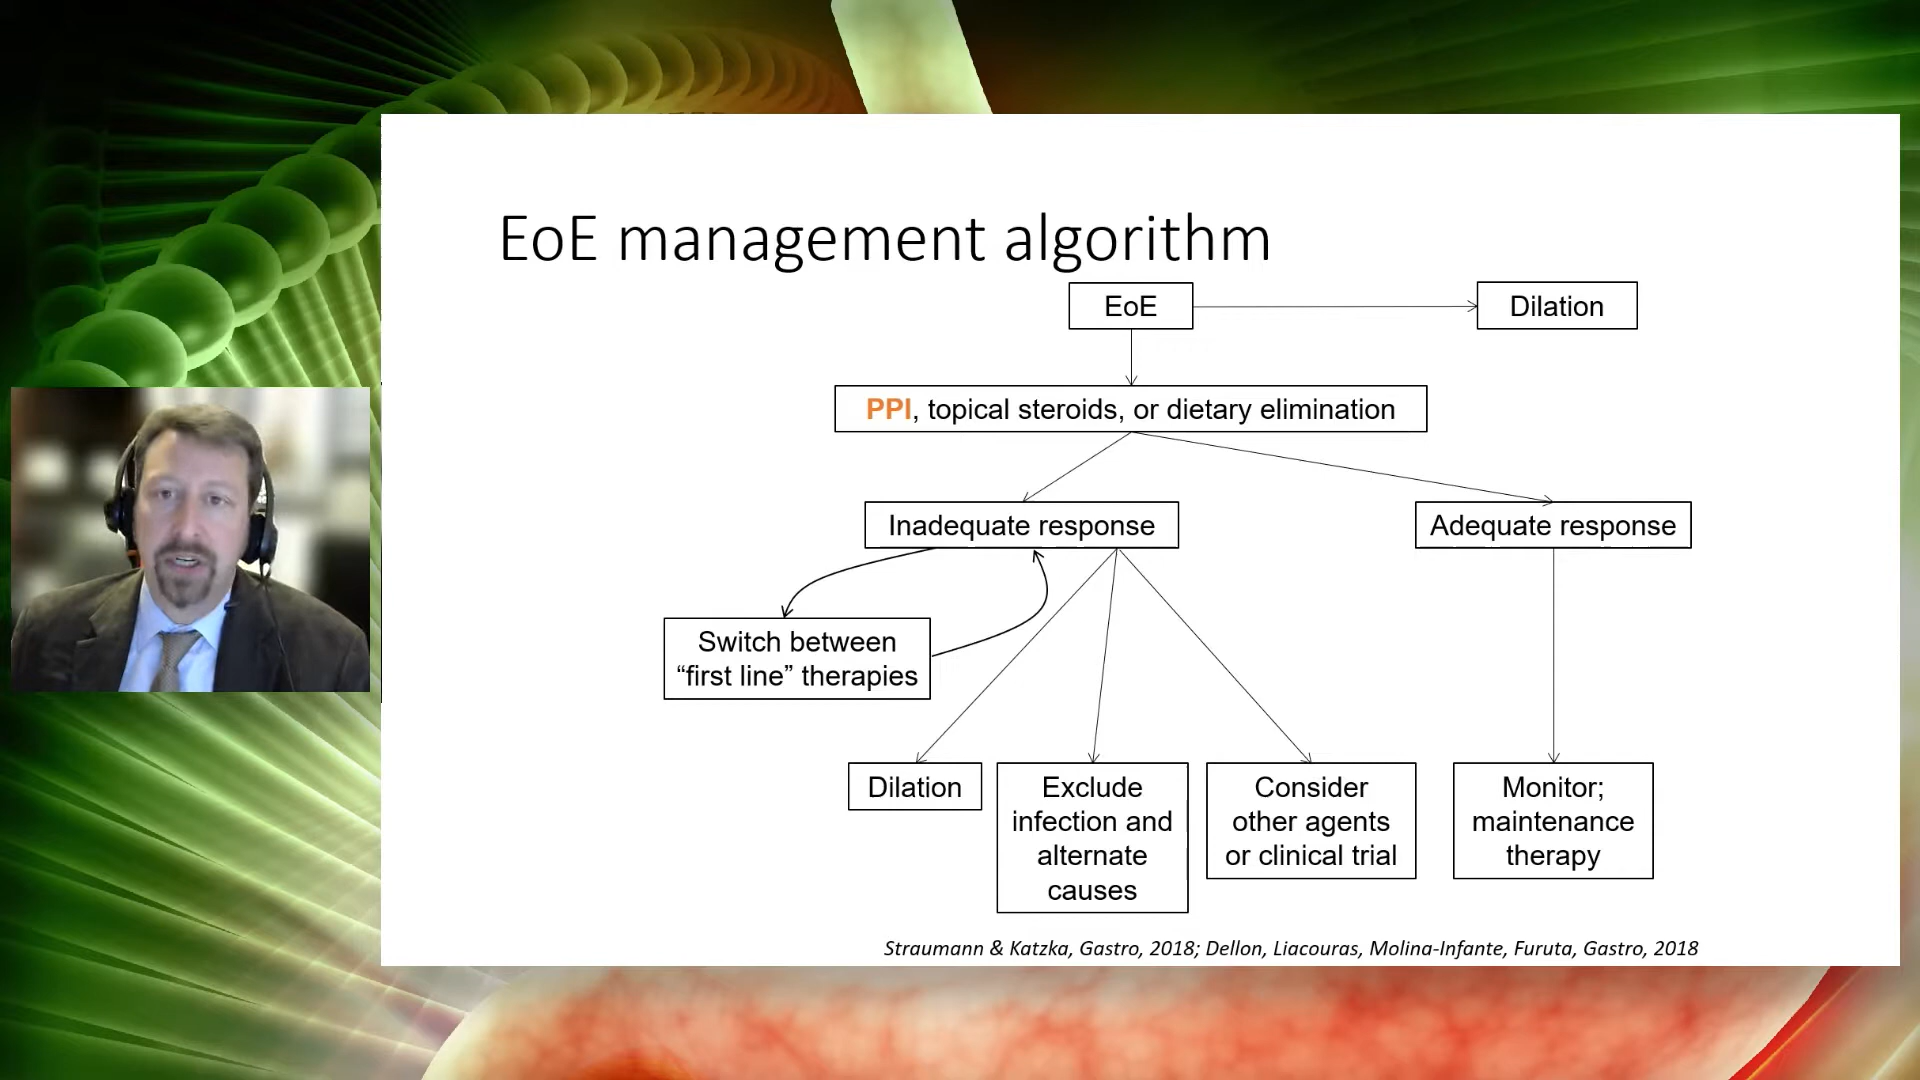 EoE management algorithm
EoE
Dilation
PPI, topical steroids, or dietary elimination
Inadequate response
Adequate response
Switch between
“first line” therapies
Dilation
Exclude
infection and
alternate
causes
Consider
other agents
or clinical trial
Monitor;
maintenance
therapy
Straumann & Katzka, Gastro, 2018; Dellon, Liacouras, Molina-Infante, Furuta, Gastro, 2018